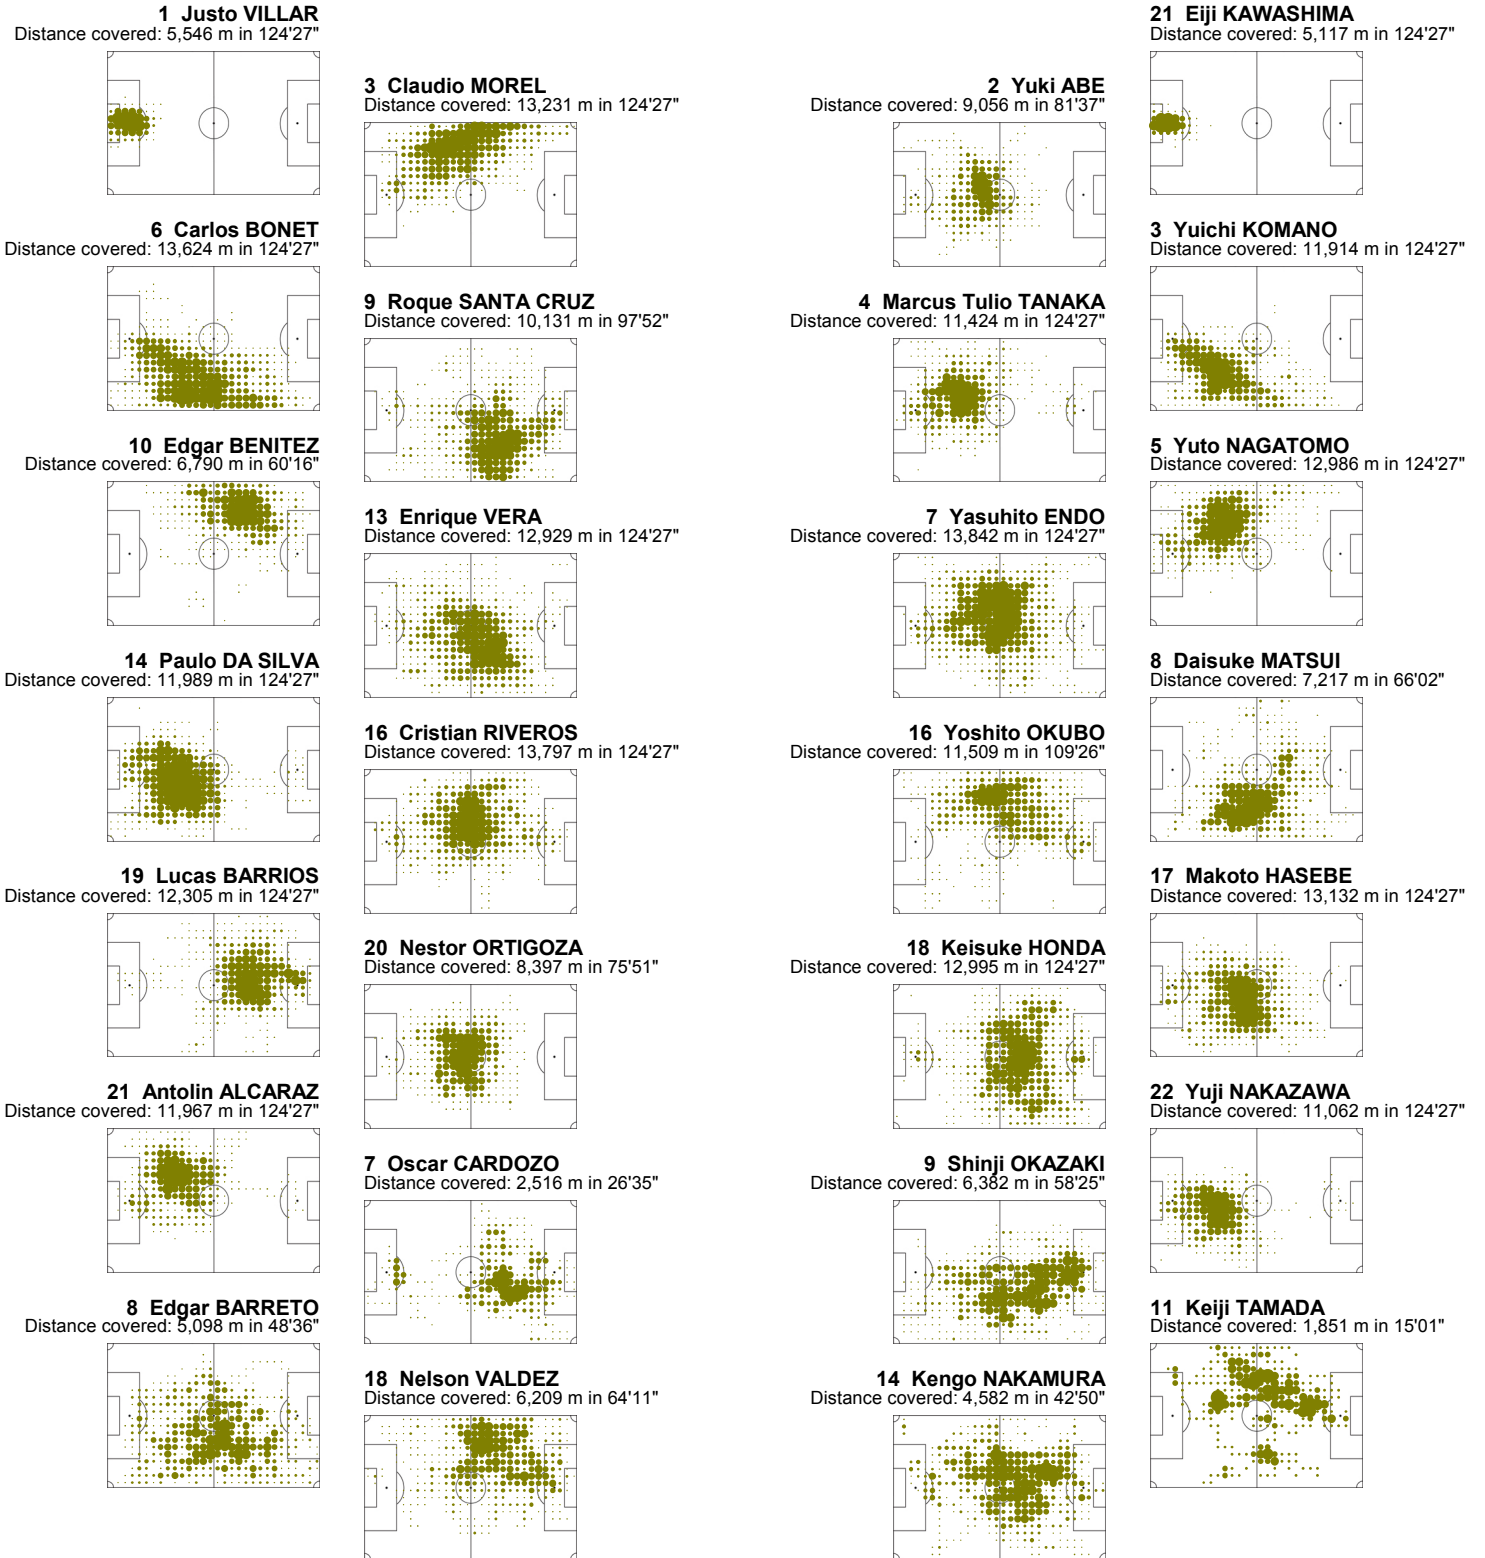 1 Justo VILLAR
Distance covered: 5,546 m in 124'27"
3 Claudio MOREL
Distance covered: 13,231 m in 124'27"
6 Carlos BONET
Distance covered: 13,624 m in 124'27"
9 Roque SANTA CRUZ
Distance covered: 10,131 m in 97'52"
10 Edgar BENITEZ
Distance covered: 6,790 m in 60'16"
13 Enrique VERA
Distance covered: 12,929 m in 124'27"
14 Paulo DA SILVA
Distance covered: 11,989 m in 124'27"
16 Cristian RIVEROS
Distance covered: 13,797 m in 124'27"
19 Lucas BARRIOS
Distance covered: 12,305 m in 124'27"
20 Nestor ORTIGOZA
Distance covered: 8,397 m in 75'51"
21 Antolin ALCARAZ
Distance covered: 11,967 m in 124'27"
7 Oscar CARDOZO
Distance covered: 2,516 m in 26'35"
8 Edgar BARRETO
Distance covered: 5,098 m in 48'36"
18 Nelson VALDEZ
Distance covered: 6,209 m in 64'11"
21 Eiji KAWASHIMA
Distance covered: 5,117 m in 124'27"
2 Yuki ABE
Distance covered: 9,056 m in 81'37"
3 Yuichi KOMANO
Distance covered: 11,914 m in 124'27"
4 Marcus Tulio TANAKA
Distance covered: 11,424 m in 124'27"
5 Yuto NAGATOMO
Distance covered: 12,986 m in 124'27"
7 Yasuhito ENDO
Distance covered: 13,842 m in 124'27"
8 Daisuke MATSUI
Distance covered: 7,217 m in 66'02"
16 Yoshito OKUBO
Distance covered: 11,509 m in 109'26"
17 Makoto HASEBE
Distance covered: 13,132 m in 124'27"
18 Keisuke HONDA
Distance covered: 12,995 m in 124'27"
22 Yuji NAKAZAWA
Distance covered: 11,062 m in 124'27"
9 Shinji OKAZAKI
Distance covered: 6,382 m in 58'25"
11 Keiji TAMADA
Distance covered: 1,851 m in 15'01"
14 Kengo NAKAMURA
Distance covered: 4,582 m in 42'50"